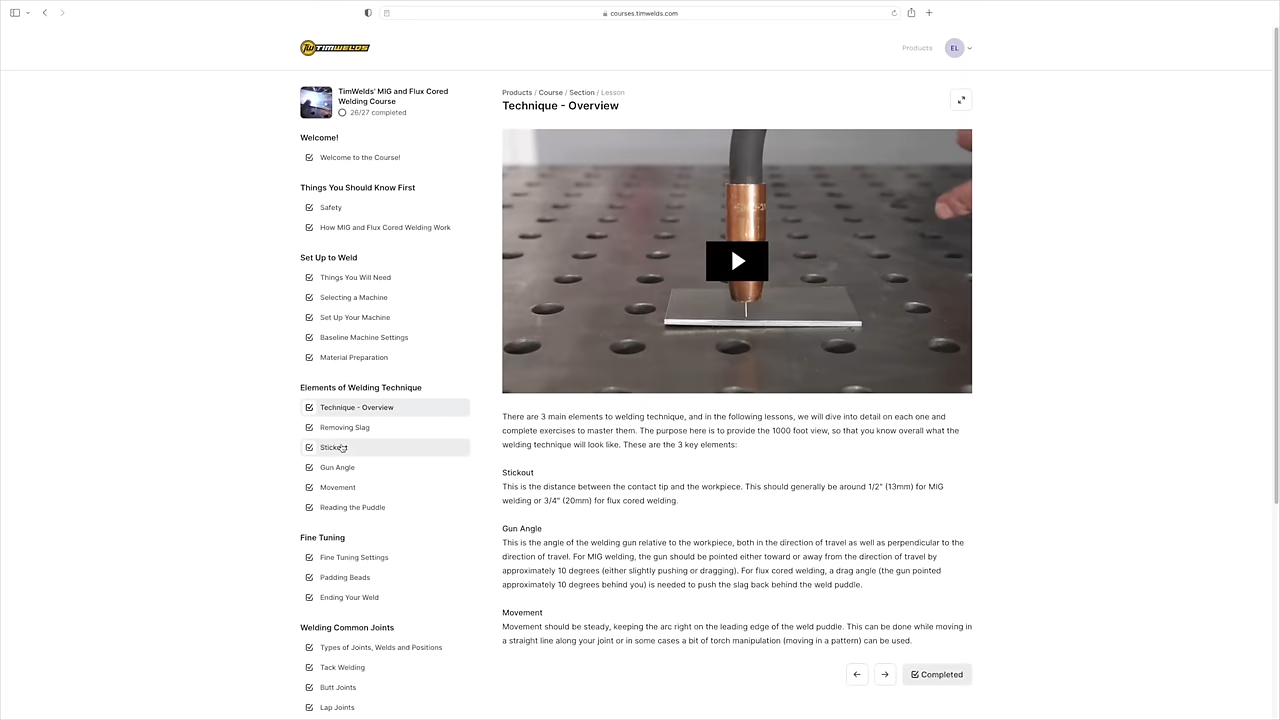 courses.timwelds.com
TIMWELDS
Products
EL
TimWelds' MIG and Flux Cored
Welding Course
26/27 completed
Welcome!
Welcome to the Course!
Things You Should Know First
Safety
How MIG and Flux Cored Welding Work
Set Up to Weld
Things You Will Need
Selecting a Machine
Set Up Your Machine
Baseline Machine Settings
Material Preparation
Elements of Welding Technique
Technique - Overview
Removing Slag
Stickout
Gun Angle
Movement
Reading the Puddle
Fine Tuning
Fine Tuning Settings
Padding Beads
Ending Your Weld
Welding Common Joints
Types of Joints, Welds and Positions
Tack Welding
Butt Joints
Lap Joints
Products / Course / Section / Lesson
Technique - Overview
There are 3 main elements to welding technique, and in the following lessons, we will dive into detail on each one and
complete exercises to master them. The purpose here is to provide the 1000 foot view, so that you know overall what the
welding technique will look like. These are the 3 key elements:
Stickout
This is the distance between the contact tip and the workpiece. This should generally be around 1/2" (13mm) for MIG
welding or 3/4" (20mm) for flux cored welding.
Gun Angle
This is the angle of the welding gun relative to the workpiece, both in the direction of travel as well as perpendicular to the
direction of travel. For MIG welding, the gun should be pointed either toward or away from the direction of travel by
approximately 10 degrees (either slightly pushing or dragging). For flux cored welding, a drag angle (the gun pointed
approximately 10 degrees behind you) is needed to push the slag back behind the weld puddle.
Movement
Movement should be steady, keeping the arc right on the leading edge of the weld puddle. This can be done while moving in
a straight line along your joint or in some cases a bit of torch manipulation (moving in a pattern) can be used.
Completed